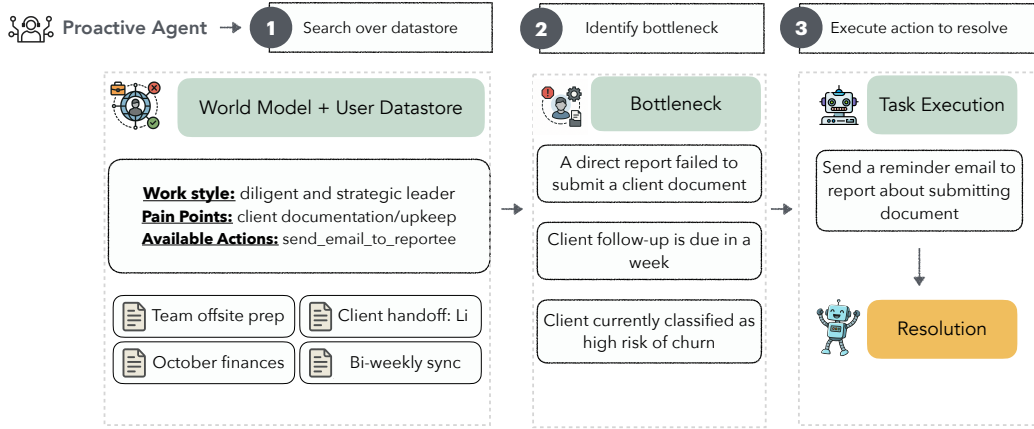 Proactive Agent
1 Search over datastore
2 Identify bottleneck
3 Execute action to resolve
World Model + User Datastore
Work style: diligent and strategic leader
Pain Points: client documentation/upkeep
Available Actions: send_email_to_reportee
Team offsite prep
Client handoff: Li
October finances
Bi-weekly sync
Bottleneck
A direct report failed to
submit a client document
Client follow-up is due in a
week
Client currently classified as
high risk of churn
Task Execution
Send a reminder email to
report about submitting
document
Resolution